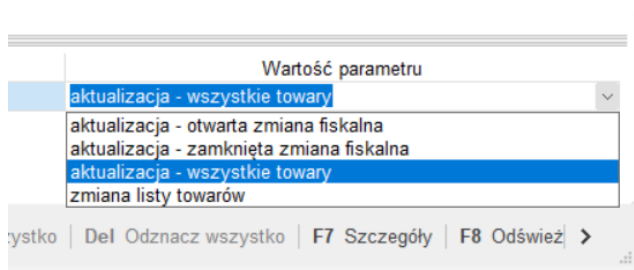 Wartość parametru
aktualizacja - wszystkie towary
aktualizacja - otwarta zmiana fiskalna
aktualizacja - zamknięta zmiana fiskalna
aktualizacja - wszystkie towary
zmiana listy towarów
zystko | Del Odznacz wszystko | F7 Szczegóły | F8 Odśwież